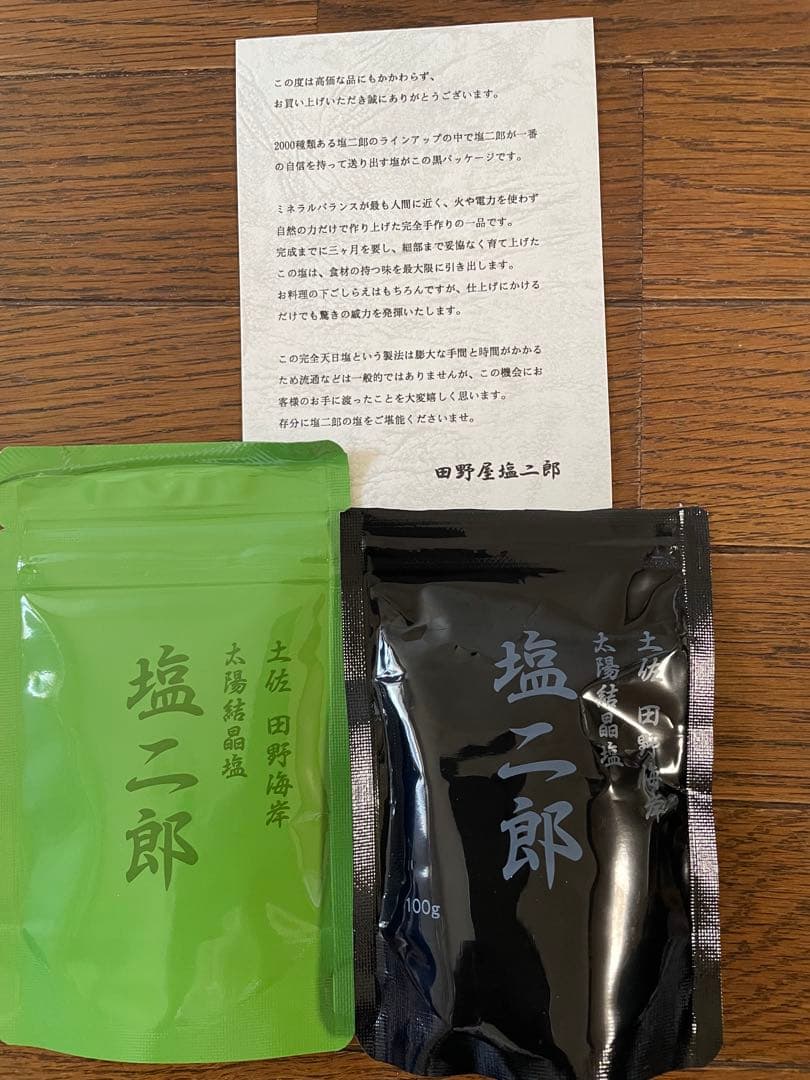 この度は高価な品にもかかわらず、
お買い上げいただき誠にありがとうございます。
2000種類ある塩二郎のラインアップの中で塩二郎が一番
の自信を持って送り出す塩がこの黒パッケージです。
ミネラルバランスが最も人間に近く、火や電力を使わず
自然の力だけで作り上げた完全手作りの一品です。
完成までに三ヶ月を要し、細部まで妥協なく育て上げた
この塩は、食材の持つ味を最大限に引き出します。
お料理の下ごしらえはもちろんですが、仕上げにかける
だけでも驚きの威力を発揮いたします。
この完全天日塩という製法は膨大な手間と時間がかかる
ため流通などは一般的ではありませんが、この機会にお
客様のお手に渡ったことを大変嬉しく思います。
存分に塩二郎の塩をご堪能くださいませ。
田野屋塩二郎
土佐 田野海岸
太陽結晶塩
塩二郎
土佐 田野海岸
太陽結晶塩
塩二郎
100g